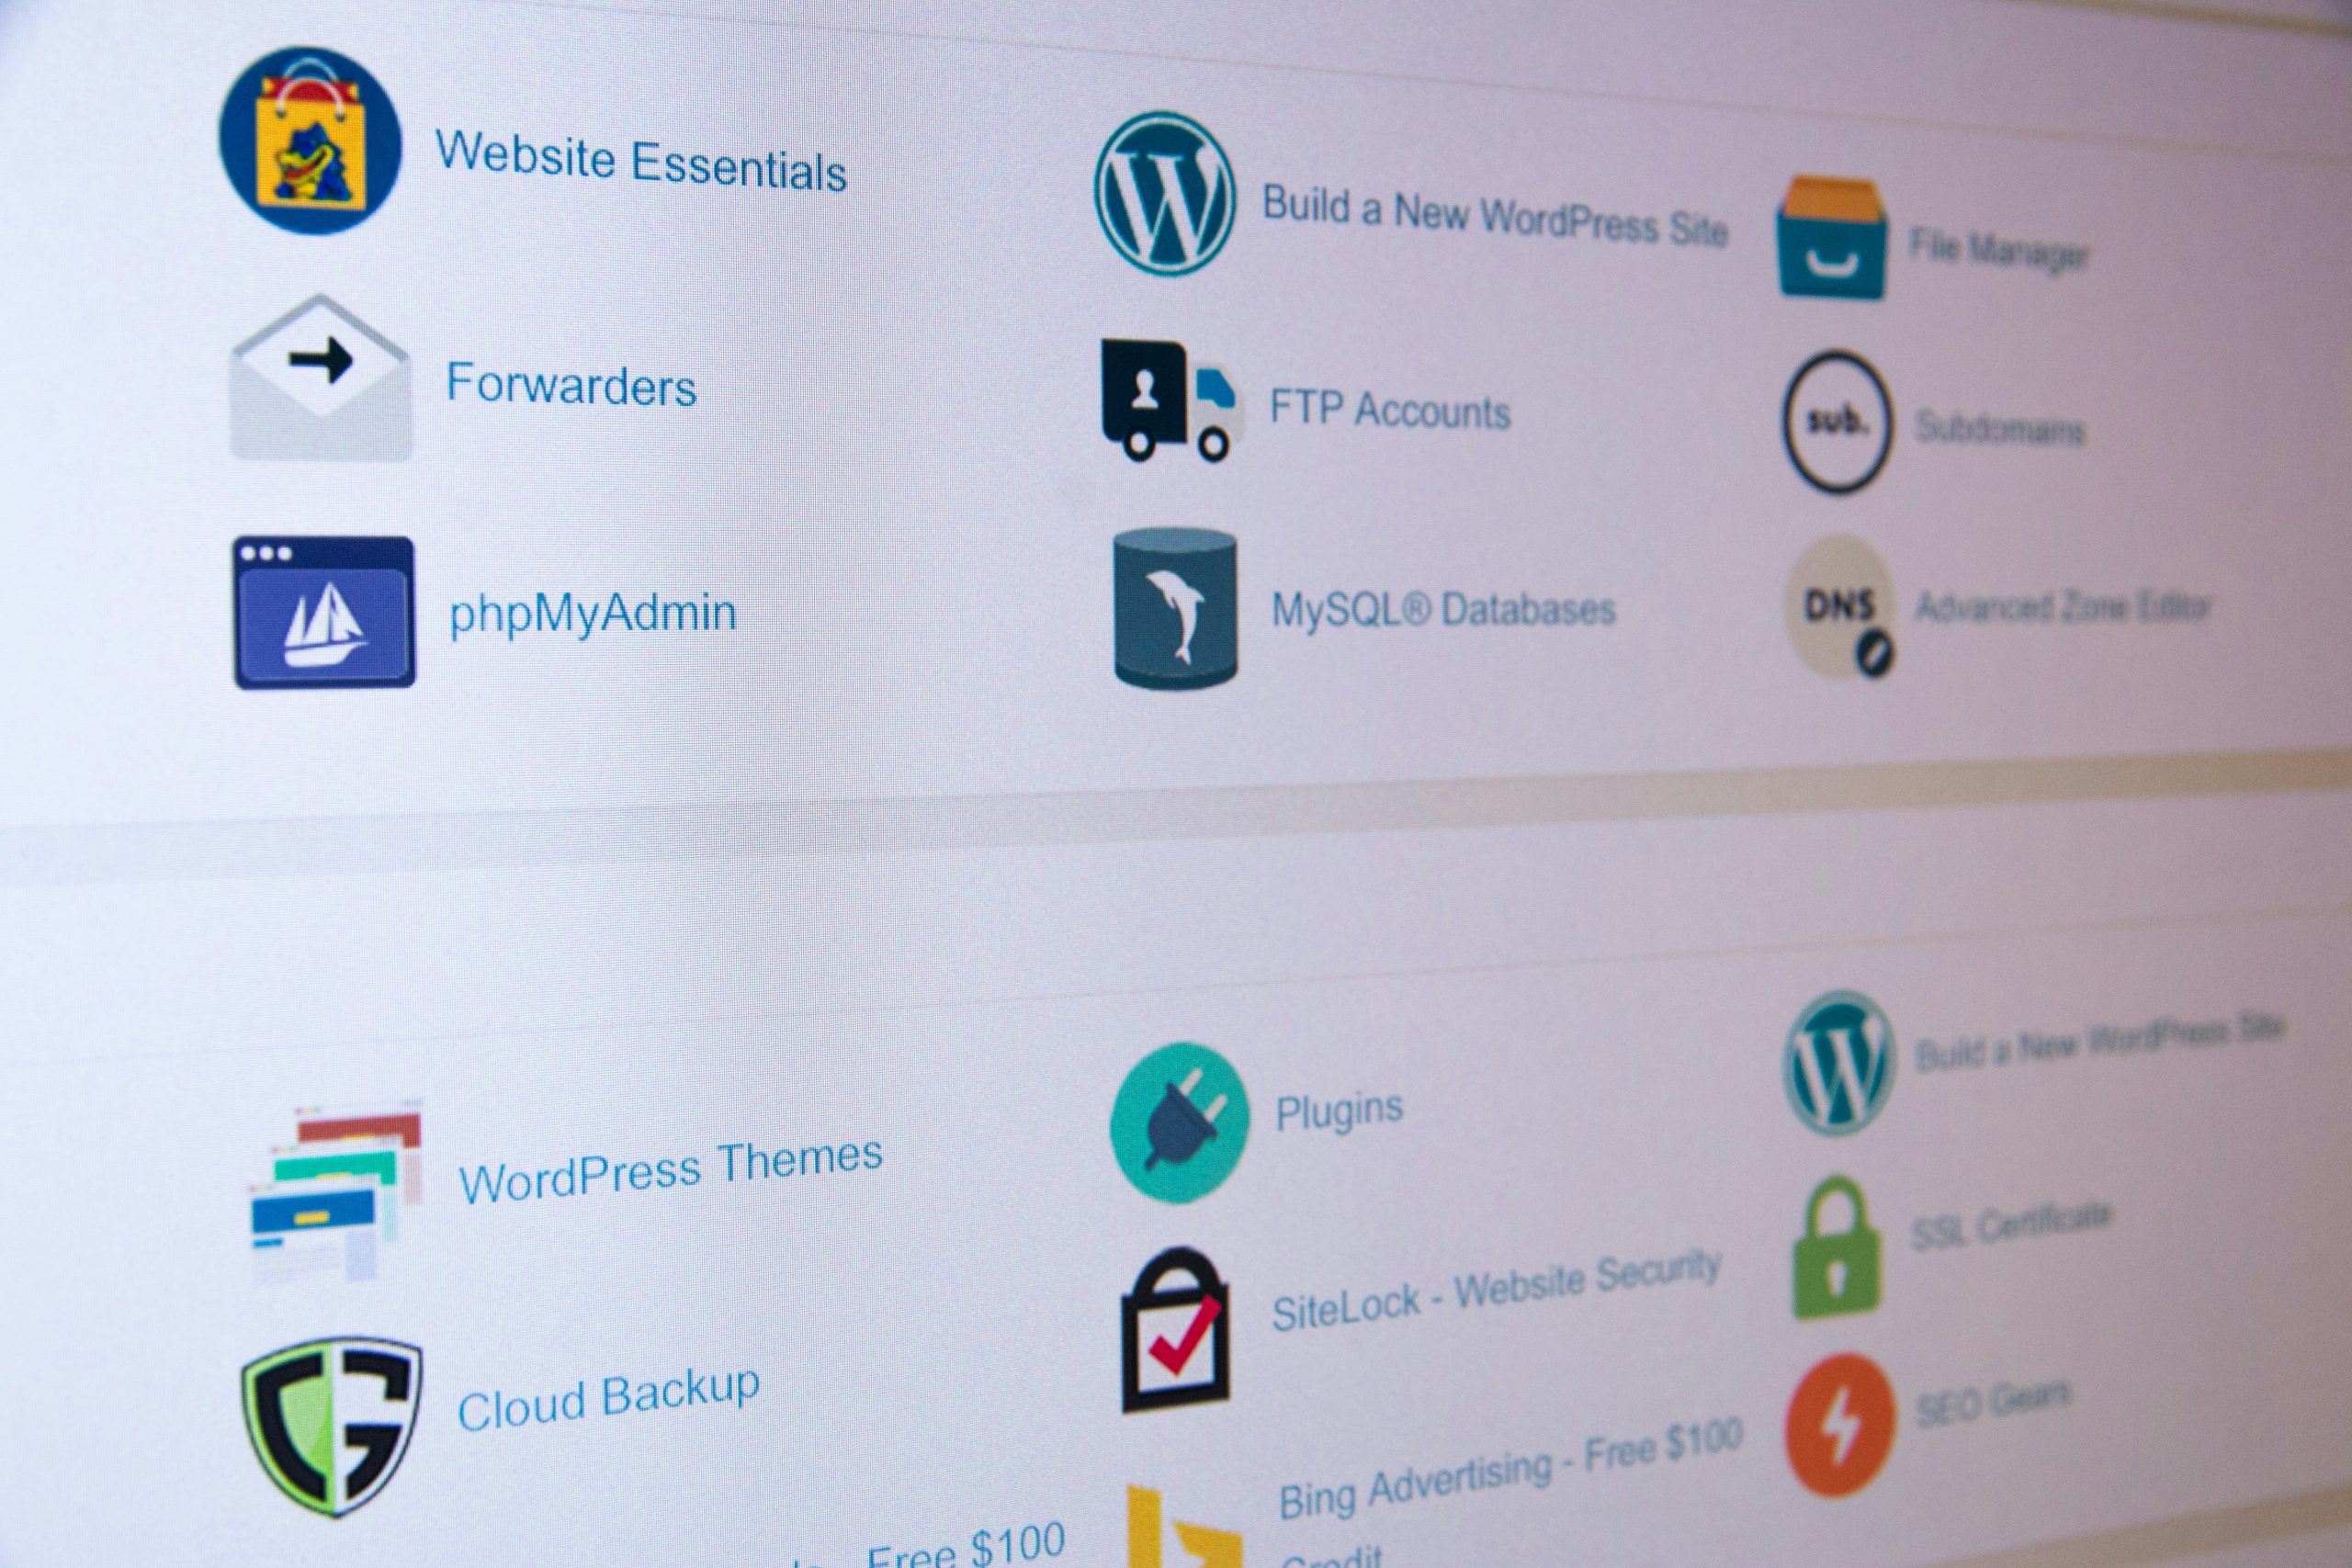 Website Essentials
Build a New WordPress Site
File Manager
Forwarders
FTP Accounts
sub.
Subdomains
phpMyAdmin
MySQL® Databases
DNS
Advanced Zone Editor
WordPress Themes
Plugins
Build a New WordPress Site
Cloud Backup
SiteLock - Website Security
SSL Certificate
- Free $100
Bing Advertising - Free $100
Credit
SEO Gears